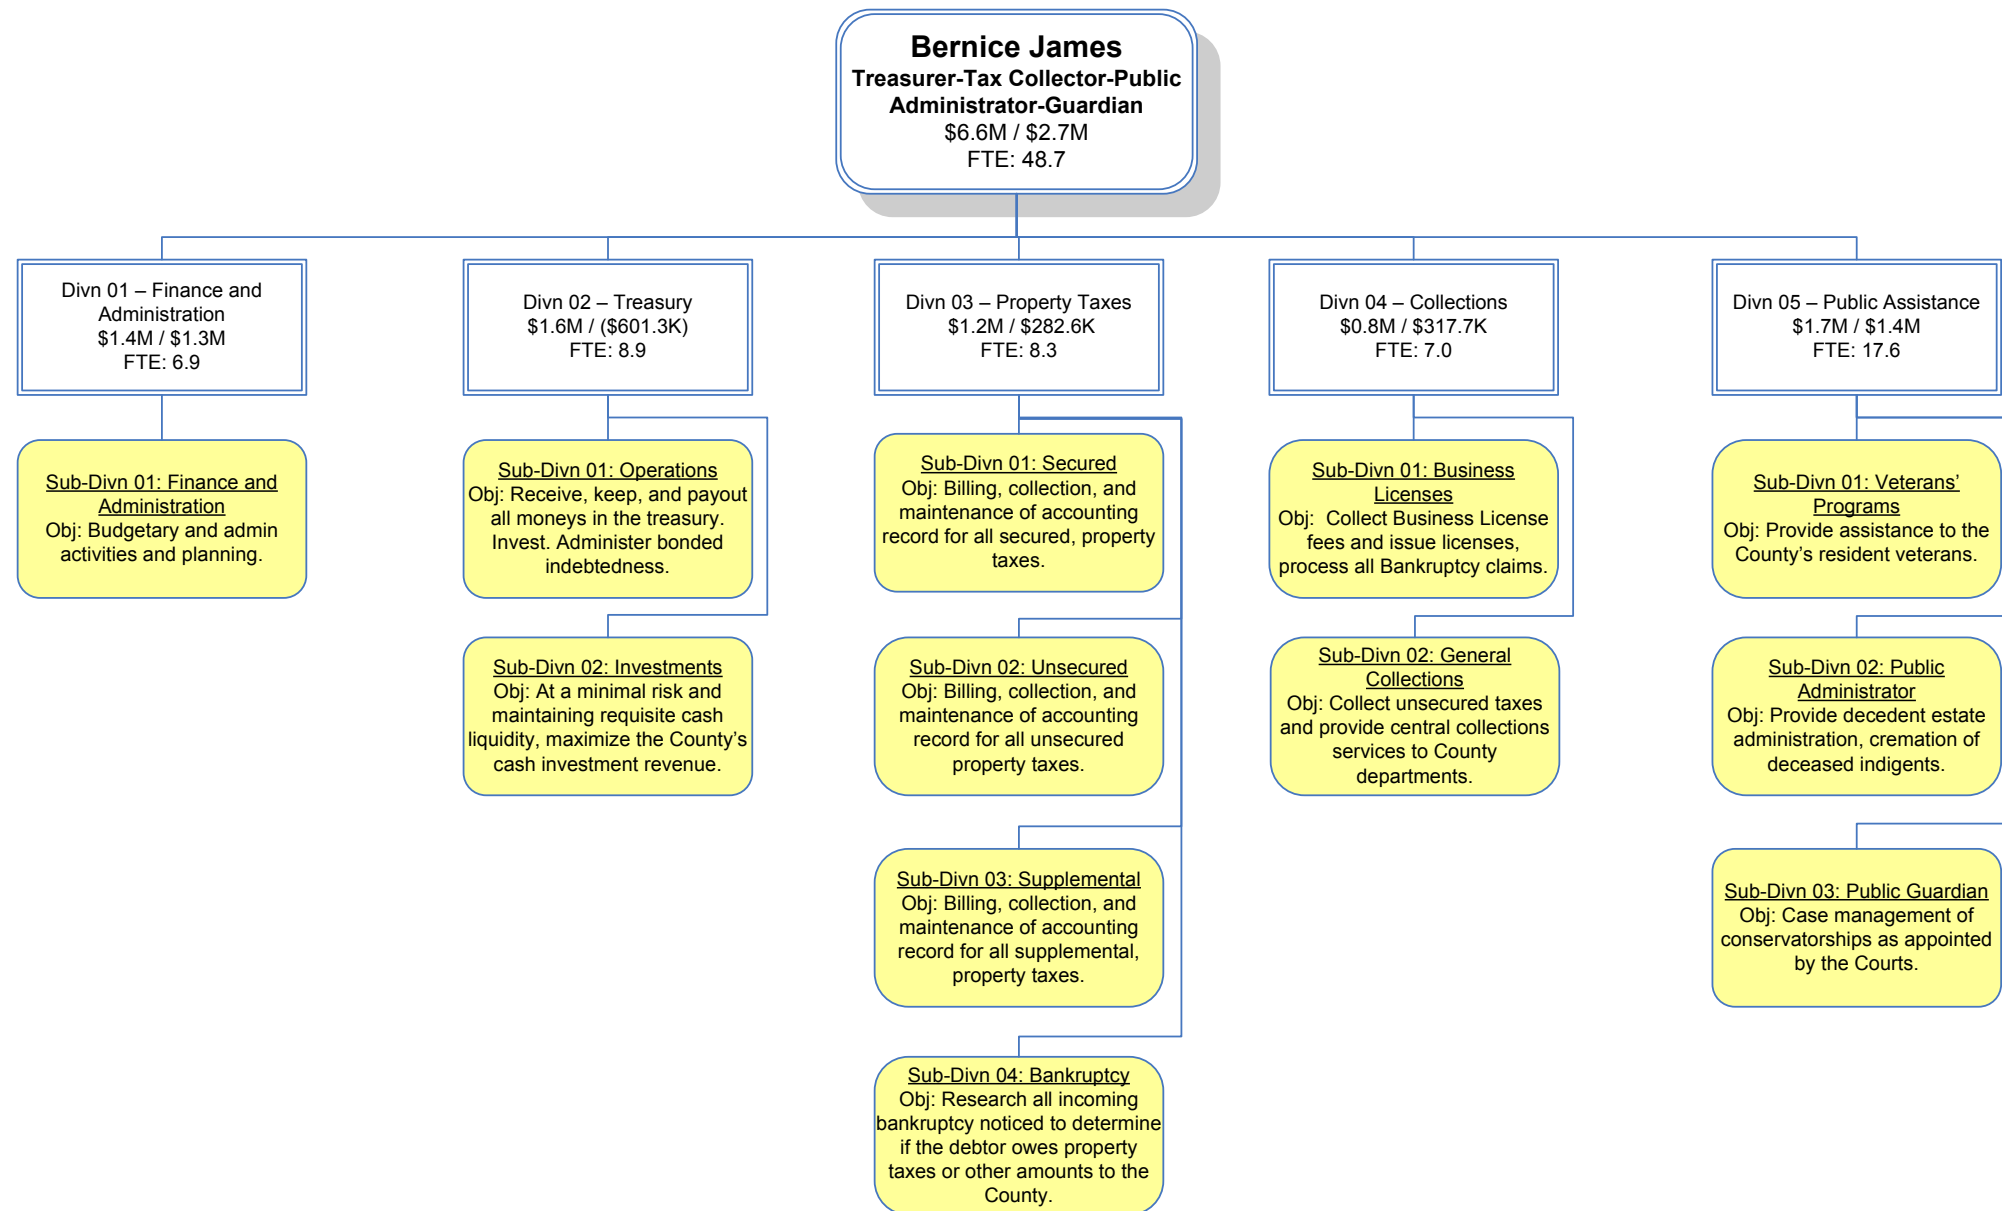 Bernice James
Treasurer-Tax Collector-Public
Administrator-Guardian
$6.6M / $2.7M
FTE: 48.7
Divn 01 – Finance and
Administration
$1.4M / $1.3M
FTE: 6.9
Divn 02 – Treasury
$1.6M / ($601.3K)
FTE: 8.9
Divn 03 – Property Taxes
$1.2M / $282.6K
FTE: 8.3
Divn 04 – Collections
$0.8M / $317.7K
FTE: 7.0
Divn 05 – Public Assistance
$1.7M / $1.4M
FTE: 17.6
Sub-Divn 01: Finance and
Administration
Obj: Budgetary and admin
activities and planning.
Sub-Divn 01: Operations
Obj: Receive, keep, and payout
all moneys in the treasury.
Invest. Administer bonded
indebtedness.
Sub-Divn 01: Secured
Obj: Billing, collection, and
maintenance of accounting
record for all secured, property
taxes.
Sub-Divn 01: Business
Licenses
Obj:  Collect Business License
fees and issue licenses,
process all Bankruptcy claims.
Sub-Divn 01: Veterans’
Programs
Obj: Provide assistance to the
County’s resident veterans.
Sub-Divn 02: Investments
Obj: At a minimal risk and
maintaining requisite cash
liquidity, maximize the County’s
cash investment revenue.
Sub-Divn 02: Unsecured
Obj: Billing, collection, and
maintenance of accounting
record for all unsecured
property taxes.
Sub-Divn 02: General
Collections
Obj: Collect unsecured taxes
and provide central collections
services to County
departments.
Sub-Divn 02: Public
Administrator
Obj: Provide decedent estate
administration, cremation of
deceased indigents.
Sub-Divn 03: Supplemental
Obj: Billing, collection, and
maintenance of accounting
record for all supplemental,
property taxes.
Sub-Divn 03: Public Guardian
Obj: Case management of
conservatorships as appointed
by the Courts.
Sub-Divn 04: Bankruptcy
Obj: Research all incoming
bankruptcy noticed to determine
if the debtor owes property
taxes or other amounts to the
County.